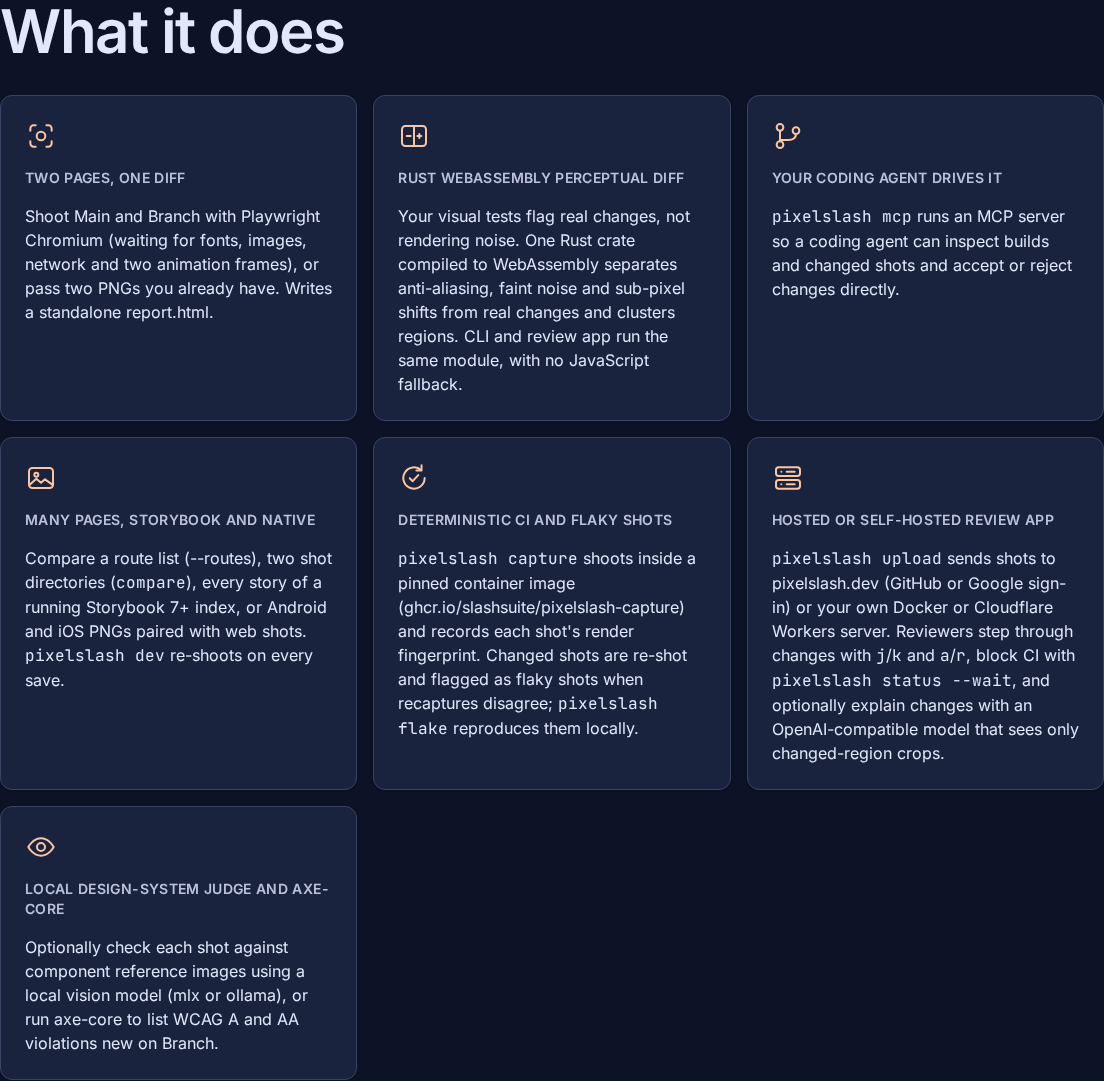 What it does
TWO PAGES, ONE DIFF
Shoot Main and Branch with Playwright
Chromium (waiting for fonts, images,
network and two animation frames), or
pass two PNGs you already have. Writes
a standalone report.html.
RUST WEBASSEMBLY PERCEPTUAL DIFF
Your visual tests flag real changes, not
rendering noise. One Rust crate
compiled to WebAssembly separates
anti-aliasing, faint noise and sub-pixel
shifts from real changes and clusters
regions. CLI and review app run the
same module, with no JavaScript
fallback.
YOUR CODING AGENT DRIVES IT
pixelslash mcp runs an MCP server
so a coding agent can inspect builds
and changed shots and accept or reject
changes directly.
MANY PAGES, STORYBOOK AND NATIVE
Compare a route list (--routes), two shot
directories (compare), every story of a
running Storybook 7+ index, or Android
and iOS PNGs paired with web shots.
pixelslash dev re-shoots on every
save.
DETERMINISTIC CI AND FLAKY SHOTS
pixelslash capture shoots inside a
pinned container image
(ghcr.io/slashsuite/pixelslash-capture)
and records each shot's render
fingerprint. Changed shots are re-shot
and flagged as flaky shots when
recaptures disagree; pixelslash
flake reproduces them locally.
HOSTED OR SELF-HOSTED REVIEW APP
pixelslash upload sends shots to
pixelslash.dev (GitHub or Google sign-
in) or your own Docker or Cloudflare
Workers server. Reviewers step through
changes with j/k and a/r, block CI with
pixelslash status --wait, and
optionally explain changes with an
OpenAI-compatible model that sees only
changed-region crops.
LOCAL DESIGN-SYSTEM JUDGE AND AXE-
CORE
Optionally check each shot against
component reference images using a
local vision model (mlx or ollama), or
run axe-core to list WCAG A and AA
violations new on Branch.